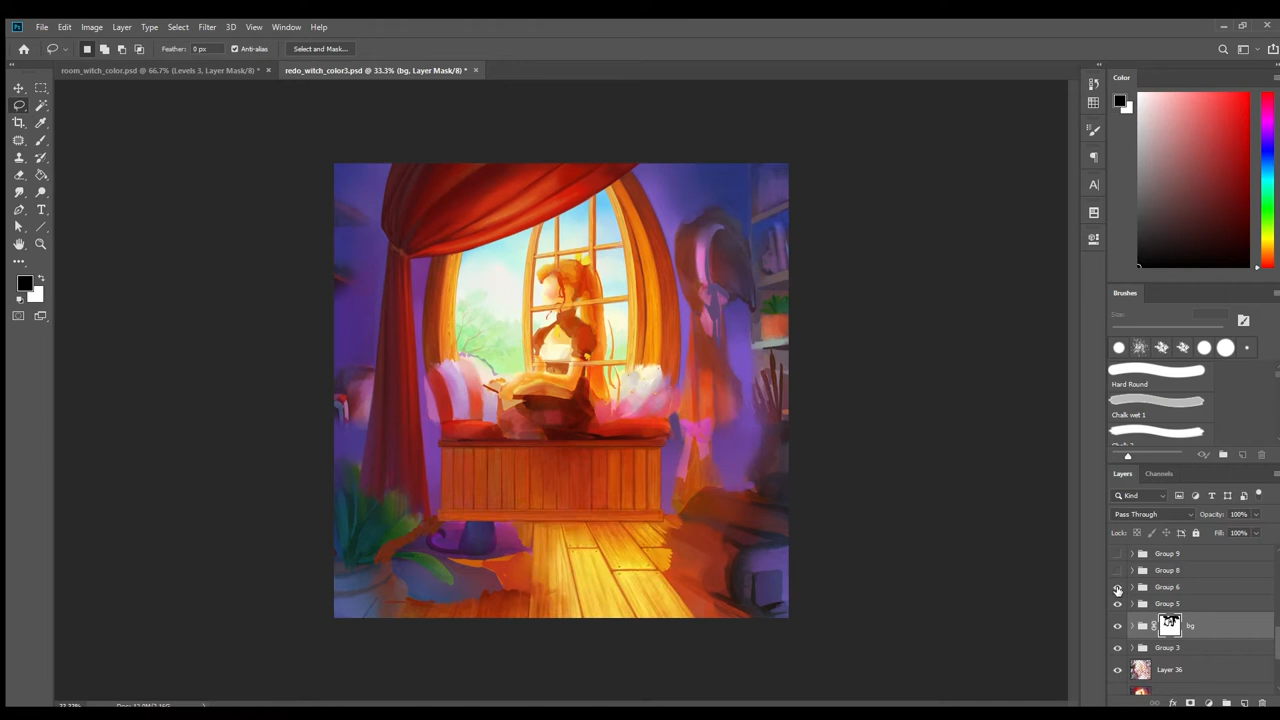 Ps File Edit Image Layer Type Select Filter 3D View Window Help
Feather: 0 px Anti-alias Select and Mask...
room_witch_color.psd @ 66.7% (Levels 3, Layer Mask/8) * × redo_witch_color3.psd @ 33.3% (bg, Layer Mask/8) * ×
Color
Brushes
Size:
Hard Round
Chalk wet 1
Layers Channels
Kind
Pass Through Opacity: 100%
Lock: Fill: 100%
Group 9
Group 8
Group 6
Group 5
bg
Group 3
Layer 36